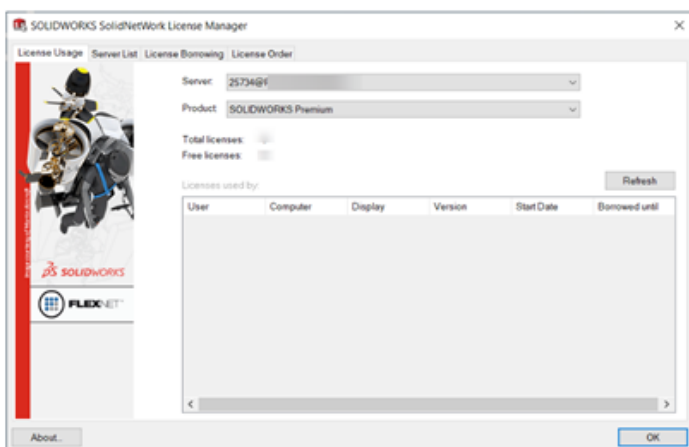 SOLIDWORKS SolidNetWork License Manager
License Usage Server List License Borrowing License Order
Server: 25734@
Product SOLIDWORKS Premium
Total licenses:
Free licenses:
Licenses used by:
Refresh
User Computer Display Version Start Date Borrowed until
SOLIDWORKS
FLEXNET
About..
OK